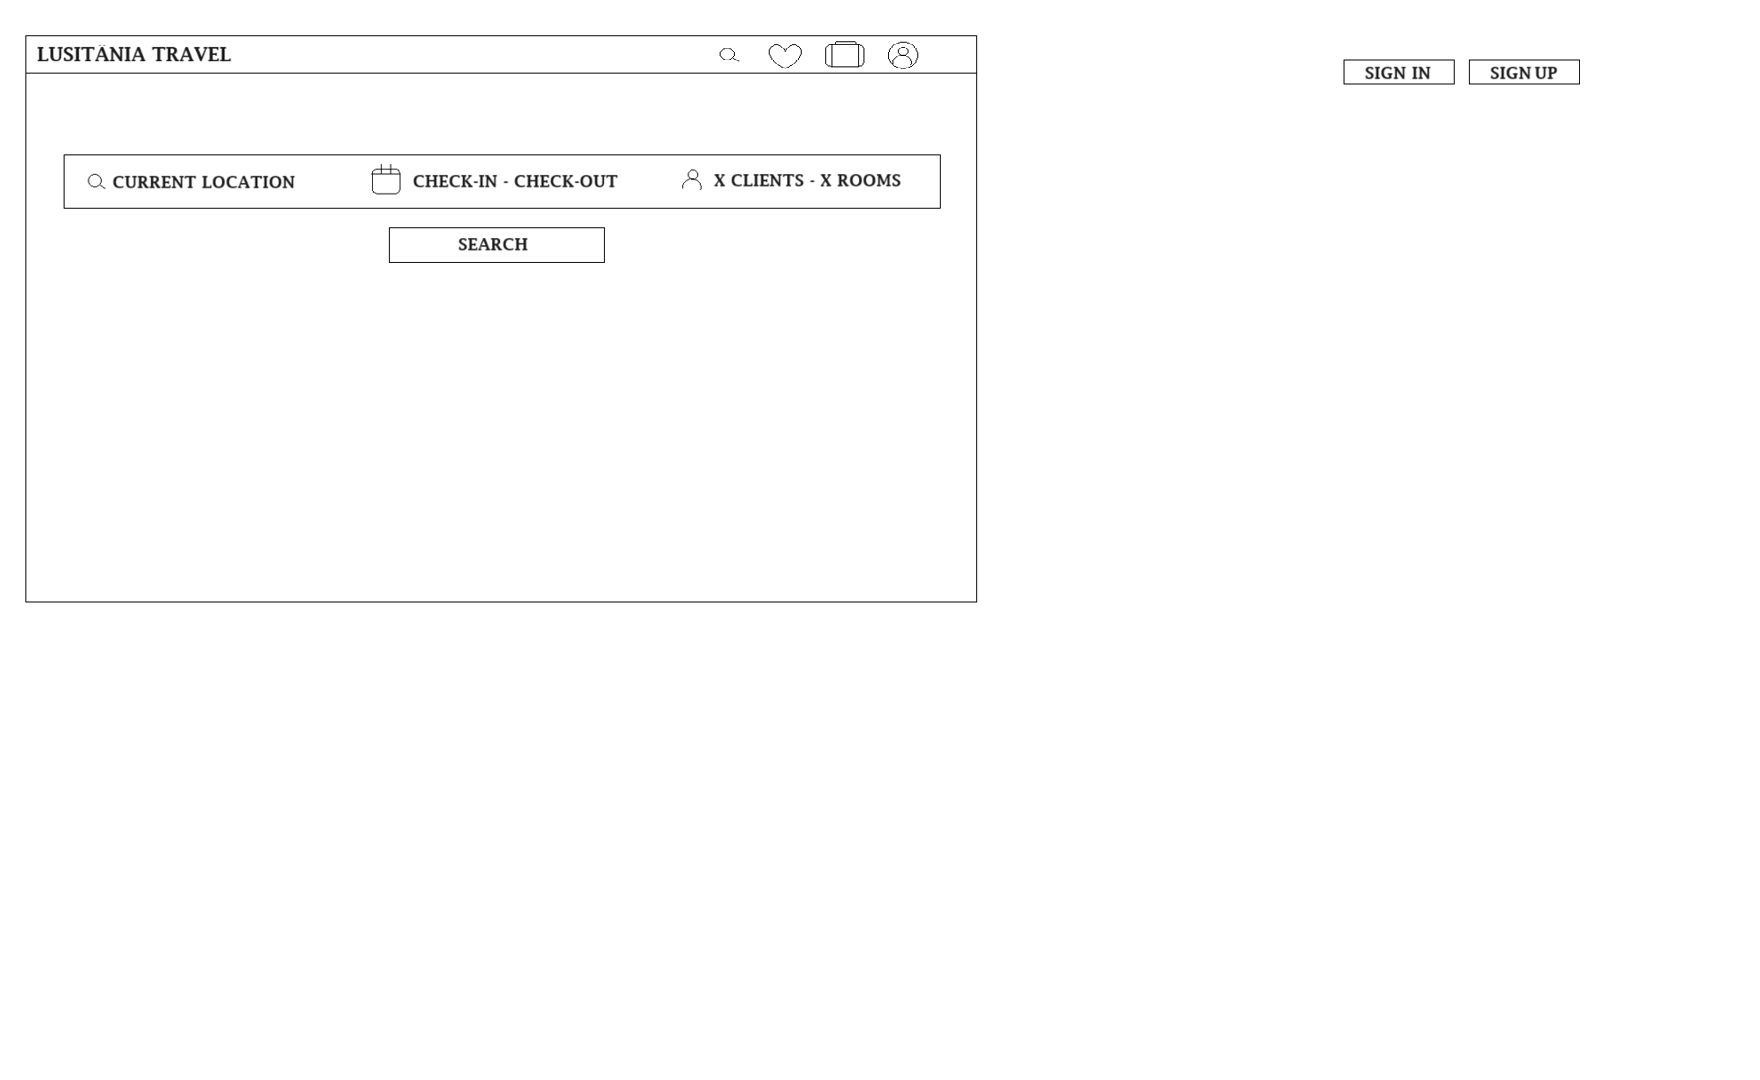 LUSITÂNIA TRAVEL
SIGN IN
SIGN UP
CURRENT LOCATION
CHECK-IN - CHECK-OUT
X CLIENTS - X ROOMS
SEARCH